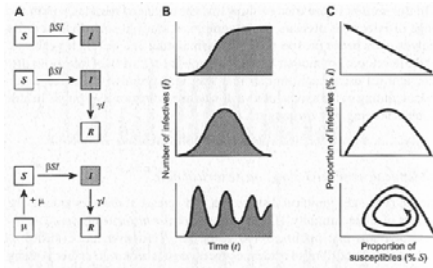 A
B
C
S βSI I
S βSI I
γI
R
S βSI I
+ μ
γI
μ R
Number of infectives (I)
Time (t)
Proportion of infectives (% I)
Proportion of
susceptibles (% S)